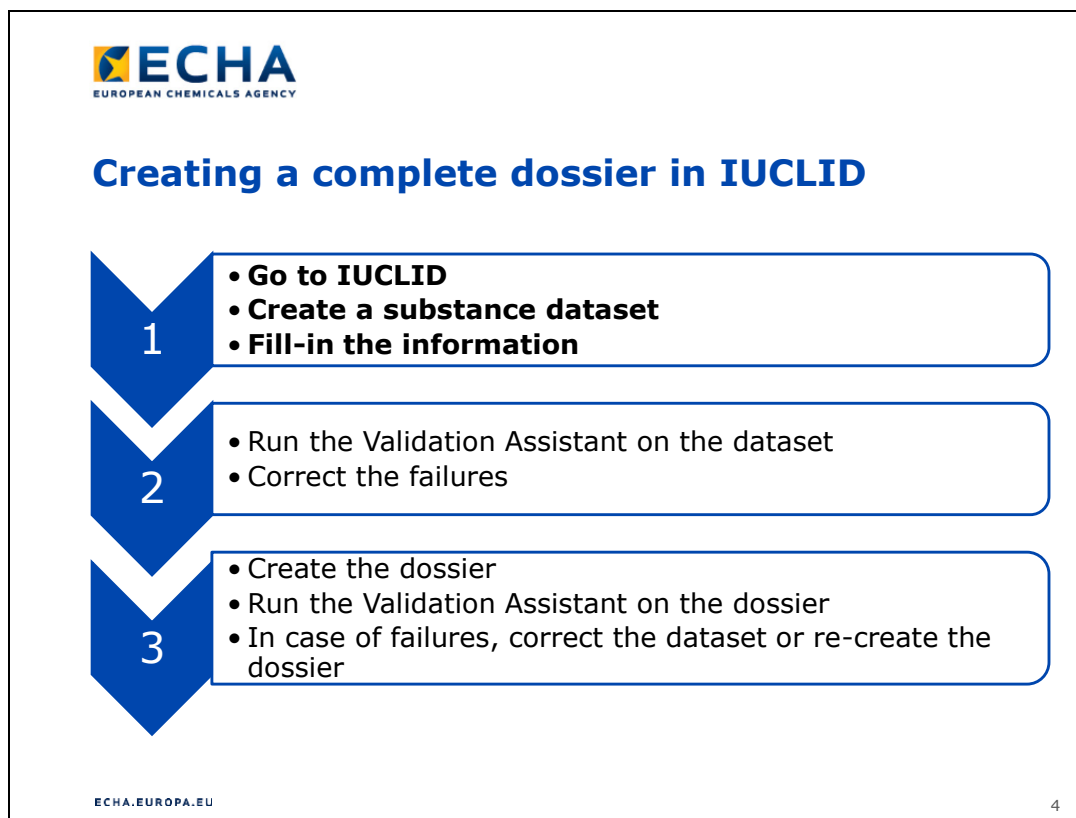 ECHA
EUROPEAN CHEMICALS AGENCY
Creating a complete dossier in IUCLID
1
• Go to IUCLID
• Create a substance dataset
• Fill-in the information
2
• Run the Validation Assistant on the dataset
• Correct the failures
3
• Create the dossier
• Run the Validation Assistant on the dossier
• In case of failures, correct the dataset or re-create the
dossier
ECHA.EUROPA.EU
4